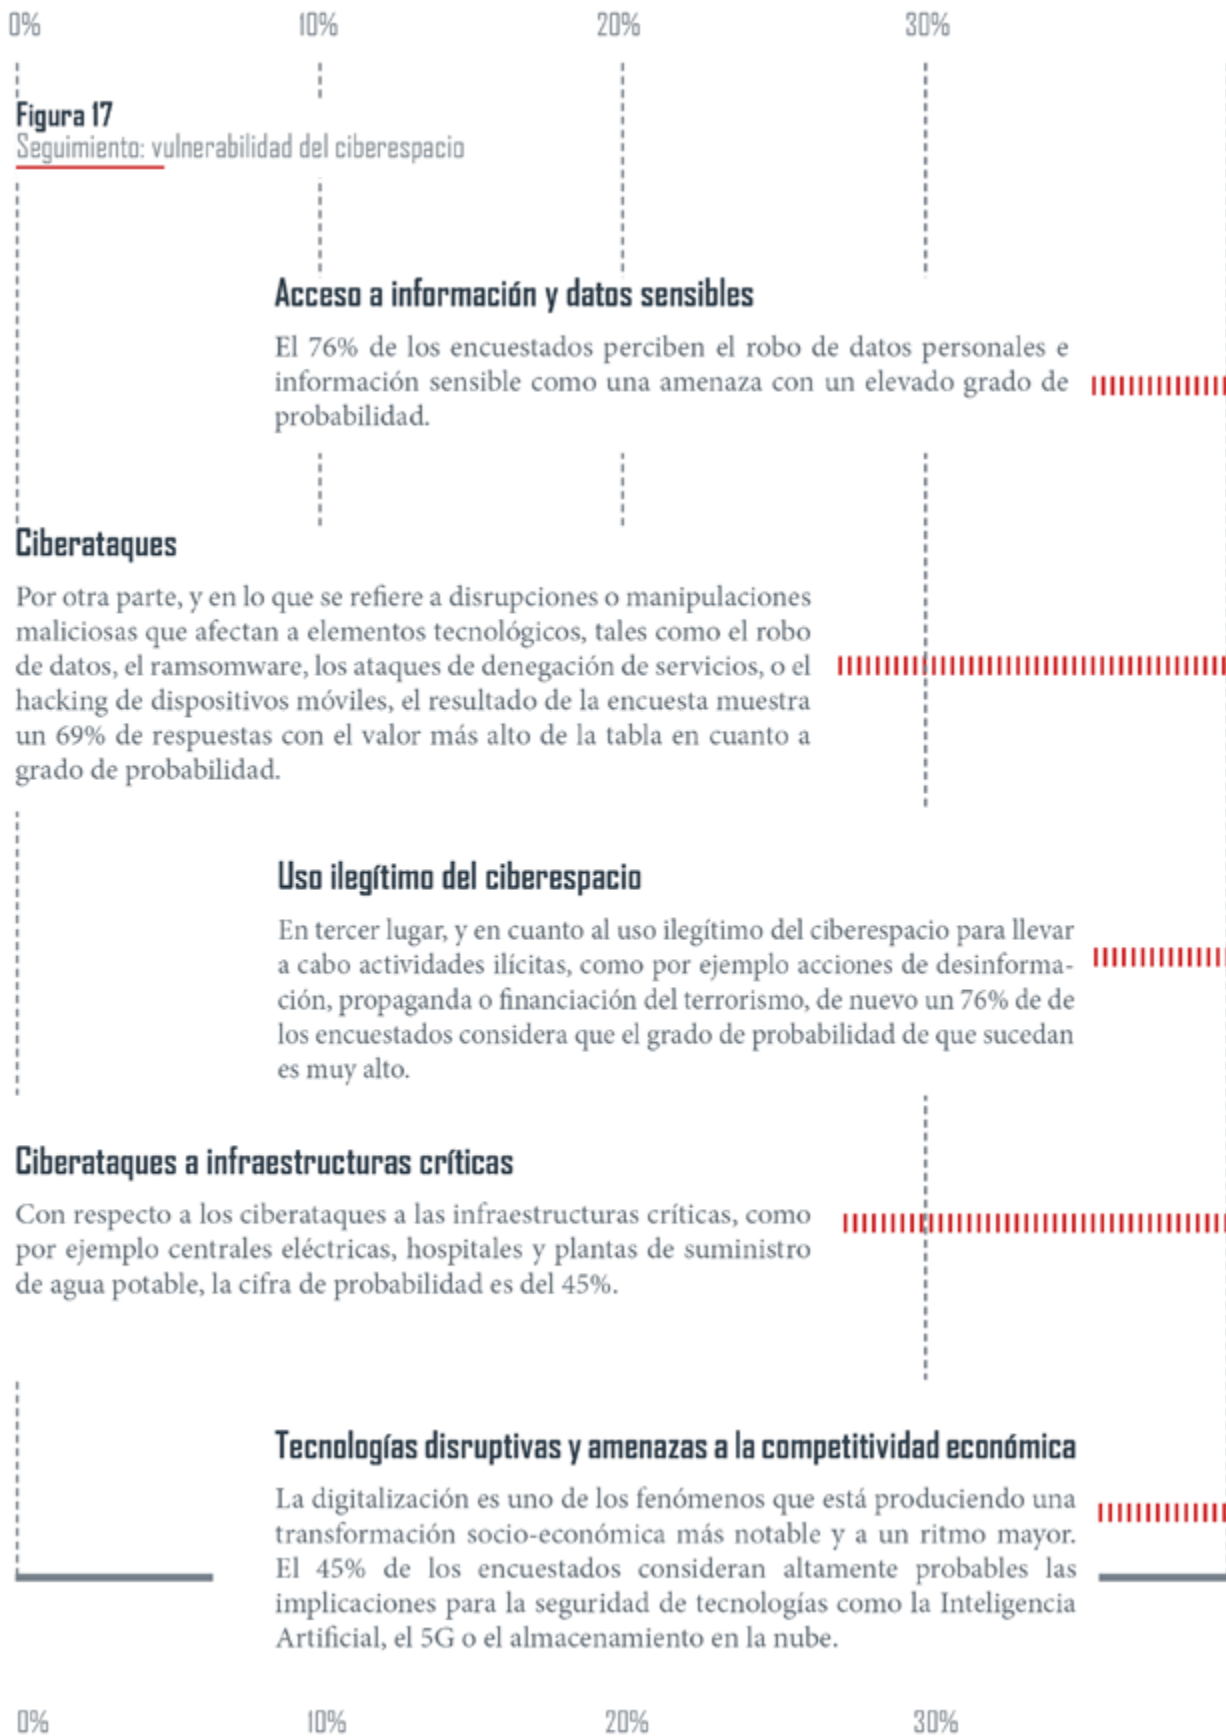 0% 10% 20% 30%
Figura 17
Seguimiento: vulnerabilidad del ciberespacio
Acceso a información y datos sensibles
El 76% de los encuestados perciben el robo de datos personales e
información sensible como una amenaza con un elevado grado de
probabilidad.
Ciberataques
Por otra parte, y en lo que se refiere a disrupciones o manipulaciones
maliciosas que afectan a elementos tecnológicos, tales como el robo
de datos, el ramsomware, los ataques de denegación de servicios, o el
hacking de dispositivos móviles, el resultado de la encuesta muestra
un 69% de respuestas con el valor más alto de la tabla en cuanto a
grado de probabilidad.
Uso ilegítimo del ciberespacio
En tercer lugar, y en cuanto al uso ilegítimo del ciberespacio para llevar
a cabo actividades ilícitas, como por ejemplo acciones de desinforma-
ción, propaganda o financiación del terrorismo, de nuevo un 76% de de
los encuestados considera que el grado de probabilidad de que sucedan
es muy alto.
Ciberataques a infraestructuras críticas
Con respecto a los ciberataques a las infraestructuras críticas, como
por ejemplo centrales eléctricas, hospitales y plantas de suministro
de agua potable, la cifra de probabilidad es del 45%.
Tecnologías disruptivas y amenazas a la competitividad económica
La digitalización es uno de los fenómenos que está produciendo una
transformación socio-económica más notable y a un ritmo mayor.
El 45% de los encuestados consideran altamente probables las
implicaciones para la seguridad de tecnologías como la Inteligencia
Artificial, el 5G o el almacenamiento en la nube.
0% 10% 20% 30%